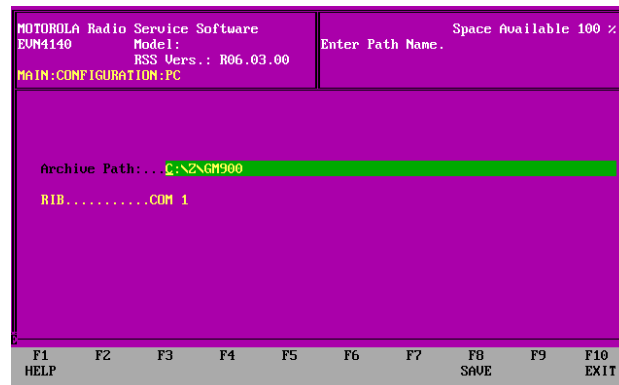 MOTOROLA Radio Service Software
EVN4140 Model:
RSS Vers.: R06.03.00
MAIN:CONFIGURATION:PC
Space Available 100 %
Enter Path Name.
Archive Path:...C:\Z\GM900
RIB...........COM 1
F1 F2 F3 F4 F5 F6 F7 F8 F9 F10
HELP SAVE EXIT